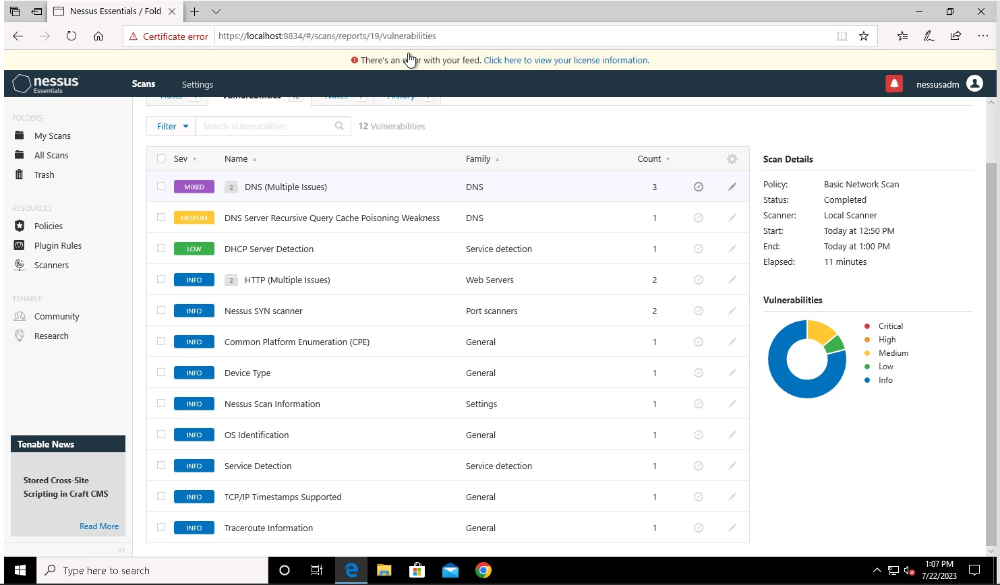 Nessus Essentials / Fold
Certificate error https://localhost:8834/#/scans/reports/19/vulnerabilities
There's an error with your feed. Click here to view your license information.
nessus Essentials Scans Settings nessusadm
Hosts 1 Vulnerabilities 12 Notes 1 History 1
FOLDERS
My Scans
All Scans
Trash
RESOURCES
Policies
Plugin Rules
Scanners
TENABLE
Community
Research
Tenable News
Stored Cross-Site
Scripting in Craft CMS
Read More
Filter Search Vulnerabilities 12 Vulnerabilities
Sev Name Family Count
MIXED 2 DNS (Multiple Issues) DNS 3
MEDIUM DNS Server Recursive Query Cache Poisoning Weakness DNS 1
LOW DHCP Server Detection Service detection 1
INFO 2 HTTP (Multiple Issues) Web Servers 2
INFO Nessus SYN scanner Port scanners 2
INFO Common Platform Enumeration (CPE) General 1
INFO Device Type General 1
INFO Nessus Scan Information Settings 1
INFO OS Identification General 1
INFO Service Detection Service detection 1
INFO TCP/IP Timestamps Supported General 1
INFO Traceroute Information General 1
Scan Details
Policy: Basic Network Scan
Status: Completed
Scanner: Local Scanner
Start: Today at 12:50 PM
End: Today at 1:00 PM
Elapsed: 11 minutes
Vulnerabilities
Critical
High
Medium
Low
Info
Type here to search
1:07 PM
7/22/2023